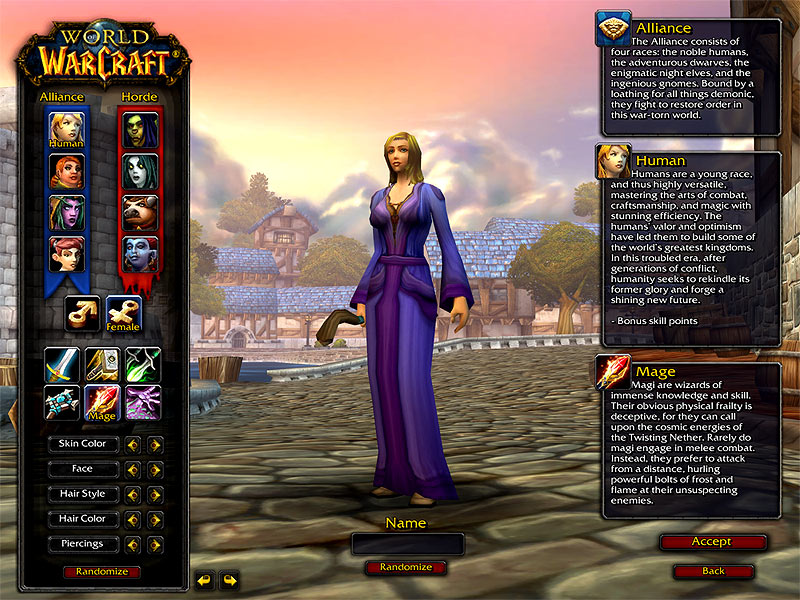 WORLD
OF
WARCRAFT®
Alliance
Horde
Human
Female
Mage
Skin Color
Face
Hair Style
Hair Color
Piercings
Randomize
Name
Randomize
Alliance
The Alliance consists of
four races: the noble humans,
the adventurous dwarves, the
enigmatic night elves, and the
ingenious gnomes. Bound by a
loathing for all things demonic,
they fight to restore order in
this war-torn world.
Human
Humans are a young race,
and thus highly versatile,
mastering the arts of combat,
craftsmanship, and magic with
stunning efficiency. The
humans' valor and optimism
have led them to build some of
the world's greatest kingdoms.
In this troubled era, after
generations of conflict,
humanity seeks to rekindle its
former glory and forge a
shining new future.
- Bonus skill points
Mage
Magi are wizards of
immense knowledge and skill.
Their obvious physical frailty is
deceptive, for they can call
upon the cosmic energies of
the Twisting Nether. Rarely do
magi engage in melee combat.
Instead, they prefer to attack
from a distance, hurling
powerful bolts of frost and
flame at their unsuspecting
enemies.
Accept
Back